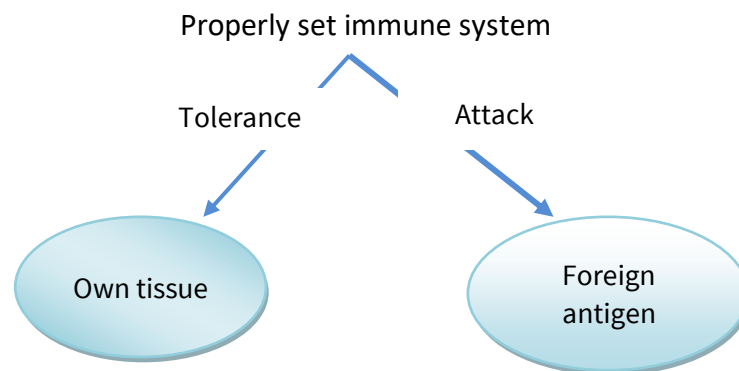 Properly set immune system
Tolerance
Attack
Own tissue
Foreign
antigen